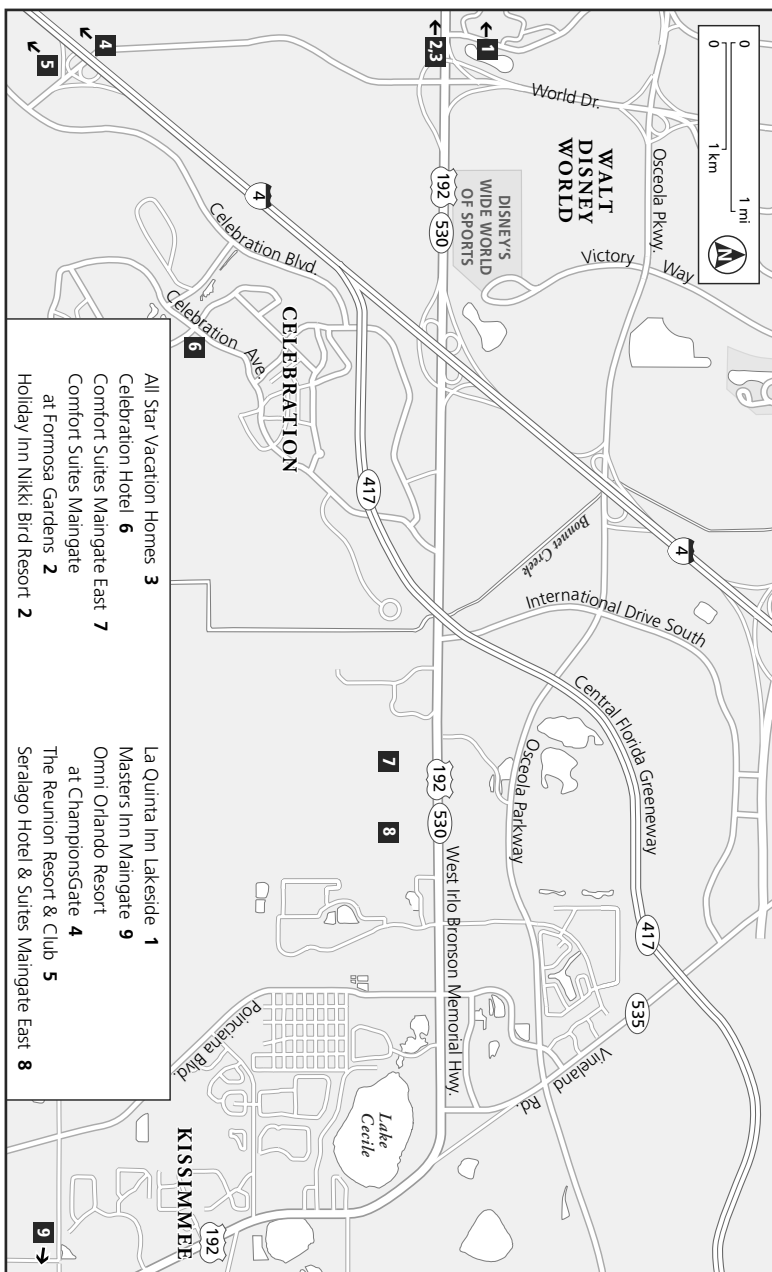 0
1 mi
0
1 km
N
World Dr.
Osceola Pkwy.
WALT
DISNEY
WORLD
Victory Way
DISNEY'S
WIDE WORLD
OF SPORTS
1
2,3
192
530
4
5
4
Celebration Blvd.
Celebration Ave.
CELEBRATION
6
417
Bonnet Creek
4
International Drive South
Central Florida Greeneway
Osceola Parkway
7
192
530
8
West Irlo Bronson Memorial Hwy.
417
535
Vineland Rd.
Poinciana Blvd.
Lake
Cecile
KISSIMMEE
192
9
All Star Vacation Homes 3
Celebration Hotel 6
Comfort Suites Maingate East 7
Comfort Suites Maingate
at Formosa Gardens 2
Holiday Inn Nikki Bird Resort 2
La Quinta Inn Lakeside 1
Masters Inn Maingate 9
Omni Orlando Resort
at ChampionsGate 4
The Reunion Resort & Club 5
Seralago Hotel & Suites Maingate East 8